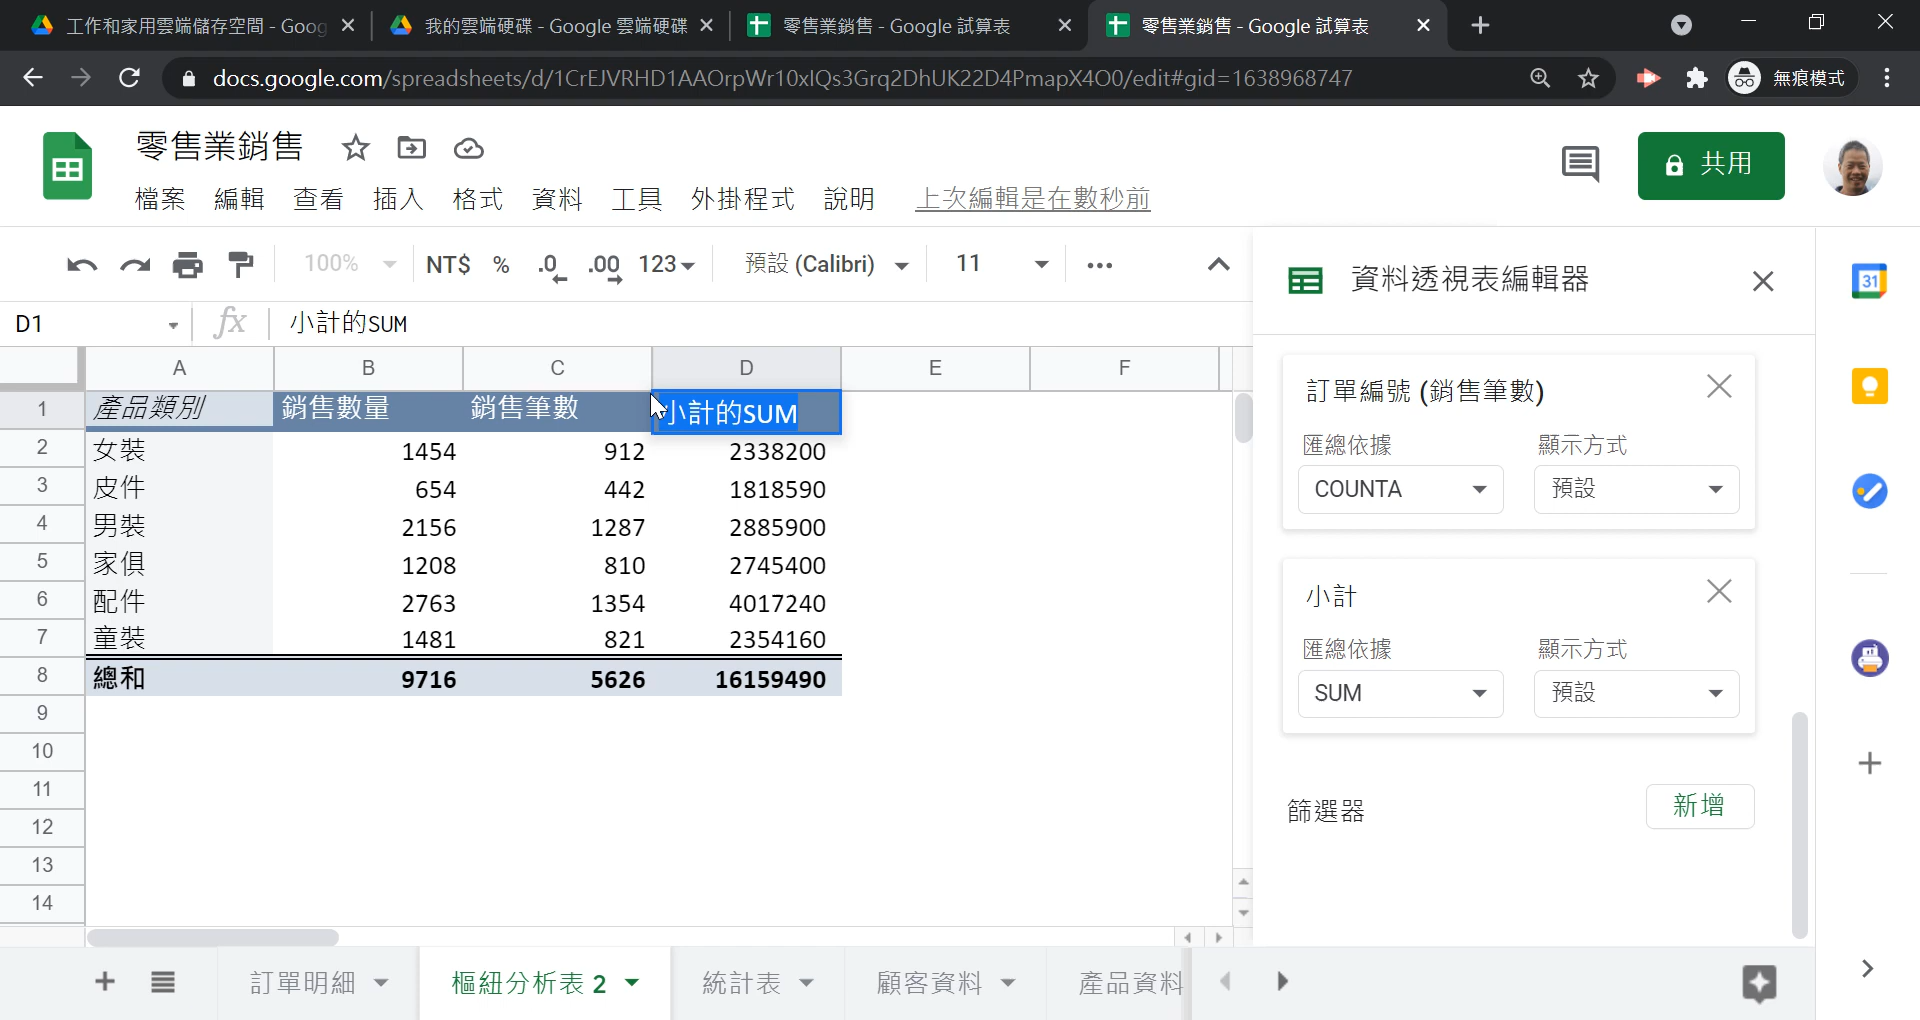 工作和家用雲端儲存空間 - Goog
我的雲端硬碟 - Google 雲端硬碟
零售業銷售 - Google 試算表
零售業銷售 - Google 試算表
docs.google.com/spreadsheets/d/1CrEJVRHD1AAOrpWr10xIQs3Grq2DhUK22D4PmapX4O0/edit#gid=1638968747
無痕模式
零售業銷售
共用
檔案 編輯 查看 插入 格式 資料 工具 外掛程式 說明 上次編輯是在數秒前
100% NT$ % .0 .00 123 預設 (Calibri) 11
資料透視表編輯器
31
D1 fx 小計的SUM
A B C D E F
1 產品類別 銷售數量 銷售筆數 小計的SUM
2 女裝 1454 912 2338200
3 皮件 654 442 1818590
4 男裝 2156 1287 2885900
5 家俱 1208 810 2745400
6 配件 2763 1354 4017240
7 童裝 1481 821 2354160
8 總和 9716 5626 16159490
9
10
11
12
13
14
訂單編號 (銷售筆數)
匯總依據 顯示方式
COUNTA 預設
小計
匯總依據 顯示方式
SUM 預設
篩選器 新增
訂單明細 樞紐分析表 2 統計表 顧客資料 產品資料